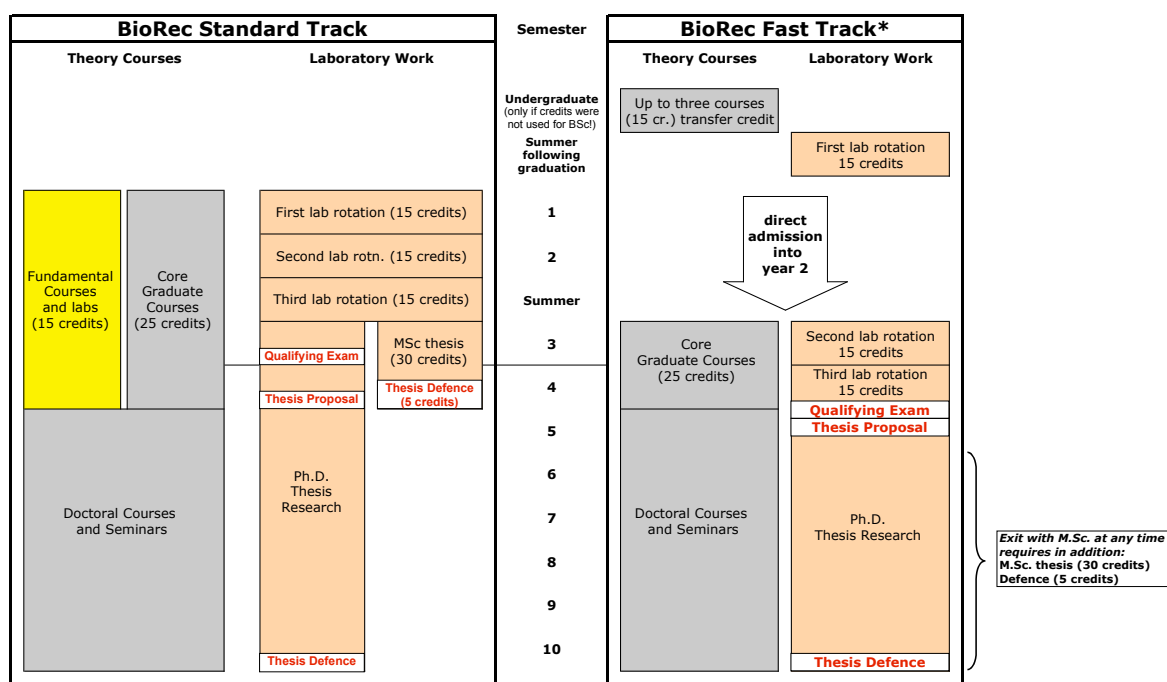 BioRec Standard Track
Theory Courses
Laboratory Work
Fundamental
Courses
and labs
(15 credits)
Core
Graduate
Courses
(25 credits)
First lab rotation (15 credits)
Second lab rotn. (15 credits)
Third lab rotation (15 credits)
Qualifying Exam
MSc thesis
(30 credits)
Thesis Proposal
Thesis Defence
(5 credits)
Doctoral Courses
and Seminars
Ph.D.
Thesis
Research
Thesis Defence
Semester
Undergraduate
(only if credits were
not used for BSc!)
Summer
following
graduation
1
2
Summer
3
4
5
6
7
8
9
10
BioRec Fast Track*
Theory Courses
Laboratory Work
Up to three courses
(15 cr.) transfer credit
First lab rotation
15 credits
direct
admission
into
year 2
Core
Graduate Courses
(25 credits)
Second lab rotation
15 credits
Third lab rotation
15 credits
Qualifying Exam
Thesis Proposal
Doctoral Courses
and Seminars
Ph.D.
Thesis Research
Thesis Defence
Exit with M.Sc. at any time
requires in addition:
M.Sc. thesis (30 credits)
Defence (5 credits)